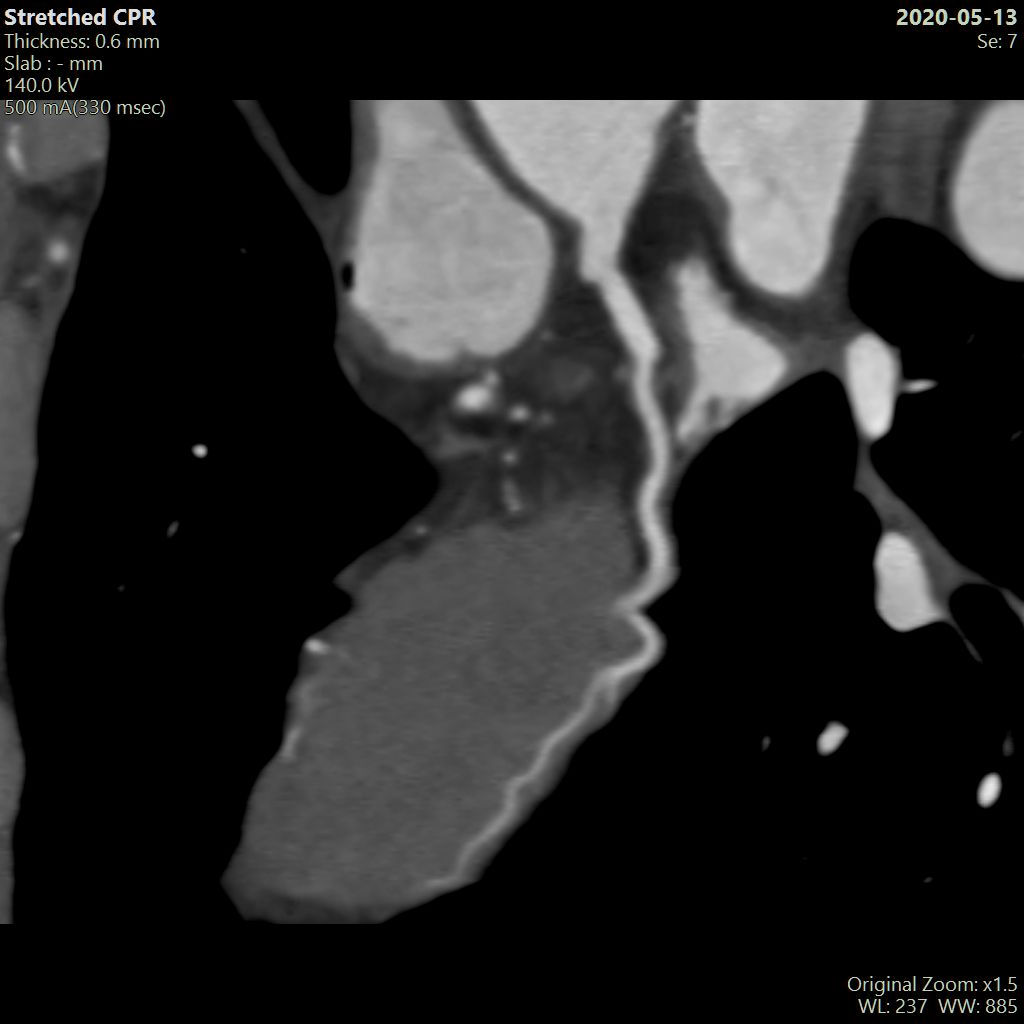 Stretched CPR
Thickness: 0.6 mm
Slab : - mm
140.0 kV
500 mA(330 msec)
2020-05-13
Se: 7
Original Zoom: x1.5
WL: 237 WW: 885